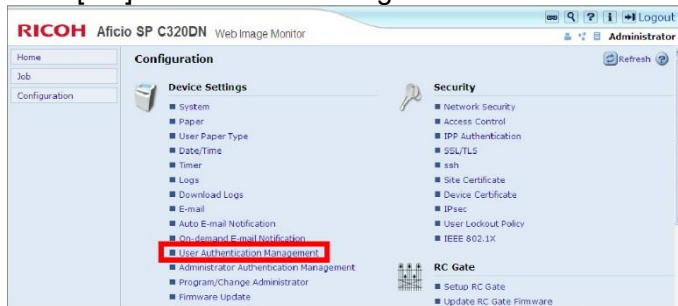 RICOH Aficio SP C320DN Web Image Monitor
Logout
Administrator
Home
Job
Configuration
Configuration
Refresh
Device Settings
System
Paper
User Paper Type
Date/Time
Timer
Logs
Download Logs
E-mail
Auto E-mail Notification
On-demand E-mail Notification
User Authentication Management
Administrator Authentication Management
Program/Change Administrator
Firmware Update
Security
Network Security
Access Control
IPP Authentication
SSL/TLS
ssh
Site Certificate
Device Certificate
IPsec
User Lockout Policy
IEEE 802.1X
RC Gate
Setup RC Gate
Update RC Gate Firmware